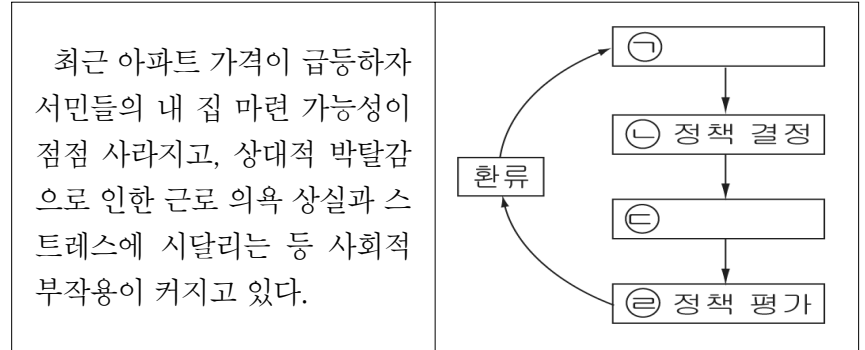 최근 아파트 가격이 급등하자
서민들의 내 집 마련 가능성이
점점 사라지고, 상대적 박탈감
으로 인한 근로 의욕 상실과 스
트레스에 시달리는 등 사회적
부작용이 커지고 있다.
㉠
㉡ 정책 결정
환류
㉢
㉣ 정책 평가